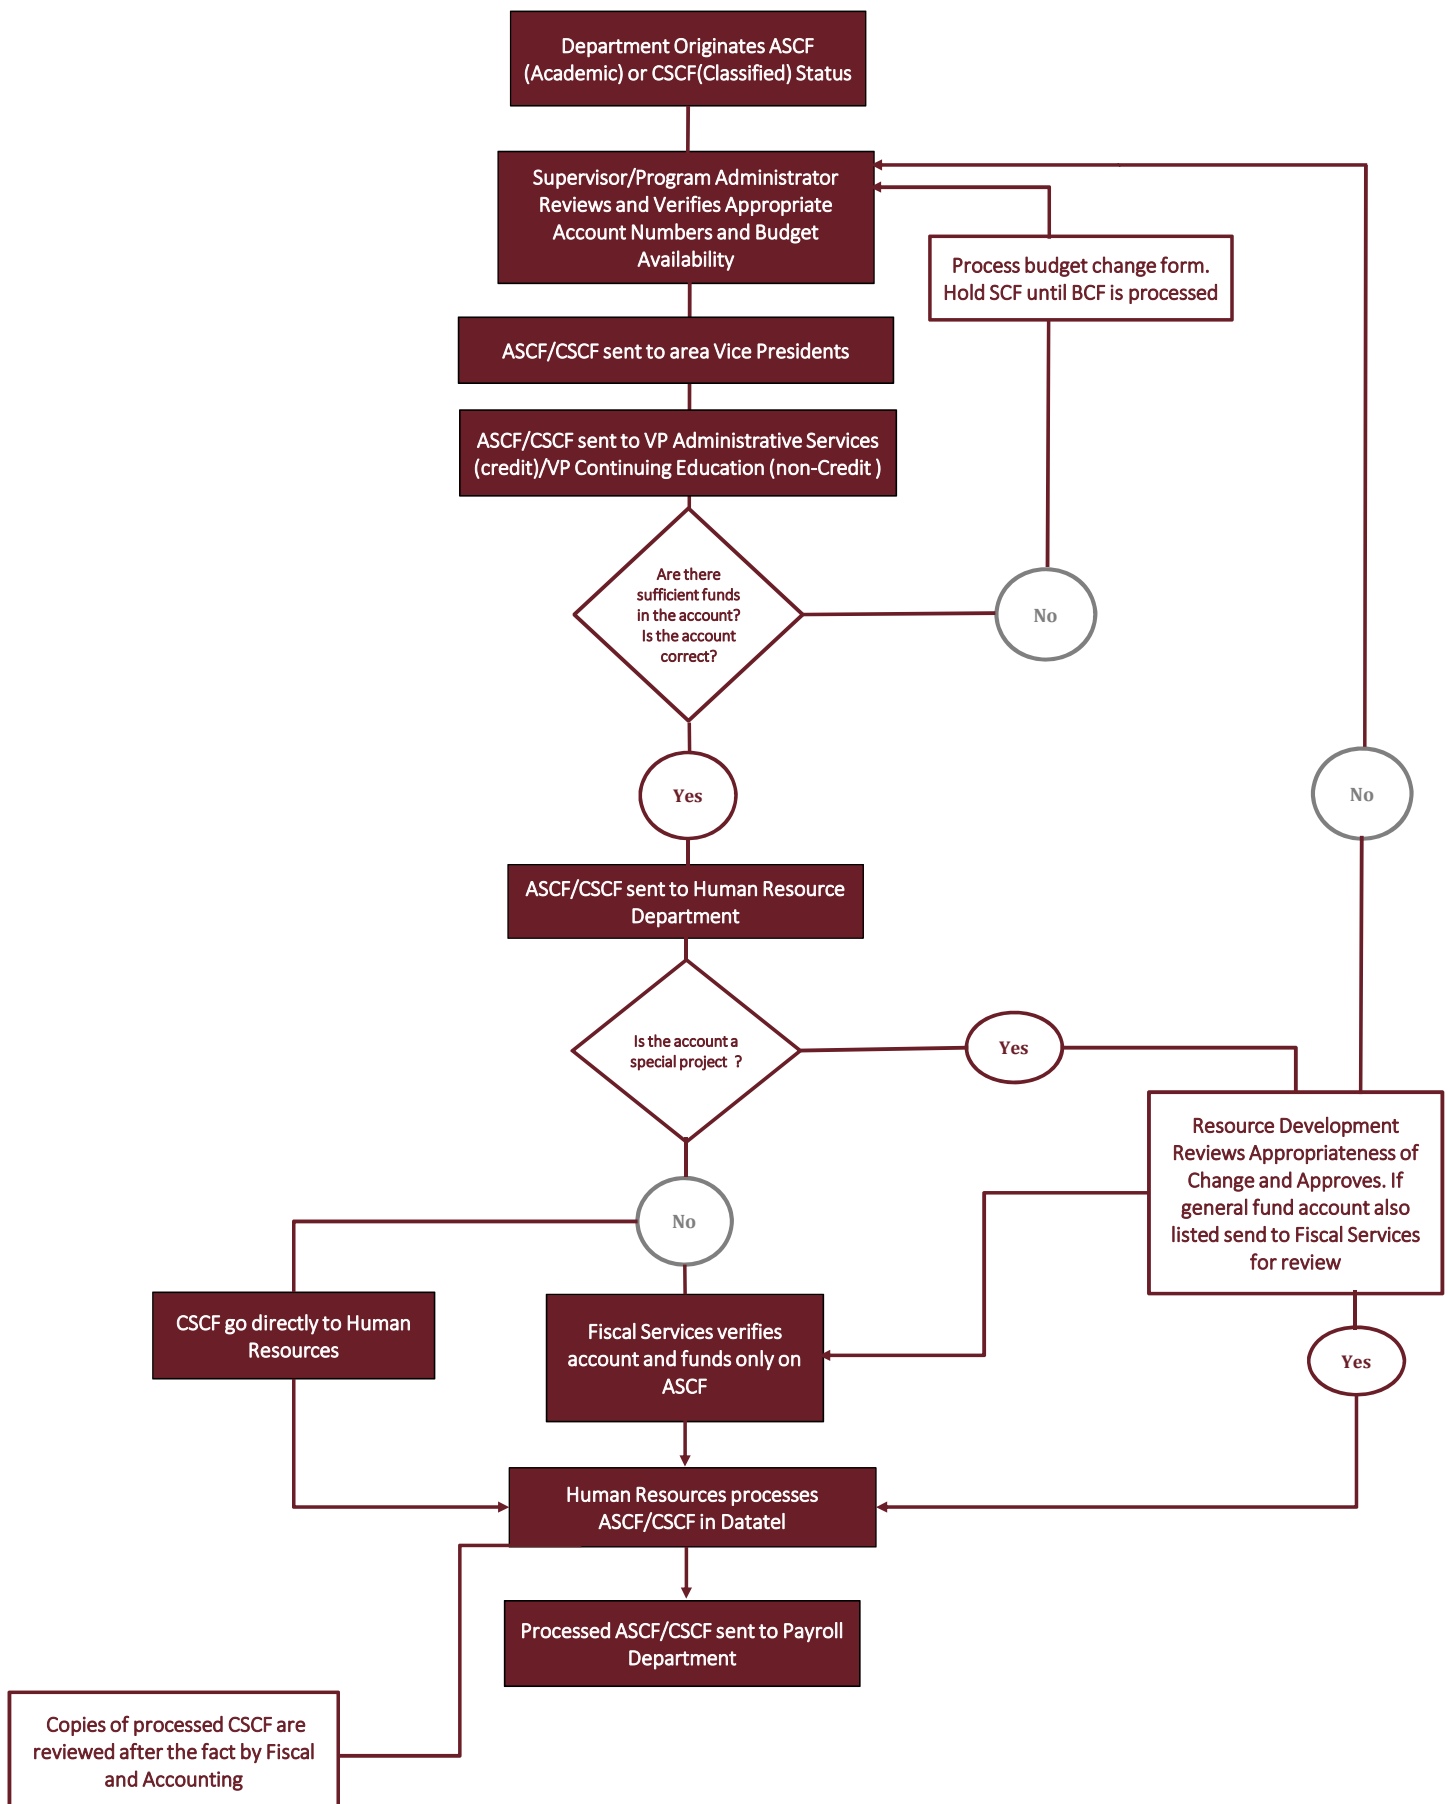 Department Originates ASCF
(Academic) or CSCF(Classified) Status
Supervisor/Program Administrator
Reviews and Verifies Appropriate
Account Numbers and Budget
Availability
Process budget change form.
Hold SCF until BCF is processed
ASCF/CSCF sent to area Vice Presidents
ASCF/CSCF sent to VP Administrative Services
(credit)/VP Continuing Education (non-Credit )
Are there
sufficient funds
in the account?
Is the account
correct?
No
Yes
No
ASCF/CSCF sent to Human Resource
Department
Is the account a
special project ?
Yes
Resource Development
Reviews Appropriateness of
Change and Approves. If
general fund account also
listed send to Fiscal Services
for review
No
CSCF go directly to Human
Resources
Fiscal Services verifies
account and funds only on
ASCF
Yes
Human Resources processes
ASCF/CSCF in Datatel
Processed ASCF/CSCF sent to Payroll
Department
Copies of processed CSCF are
reviewed after the fact by Fiscal
and Accounting